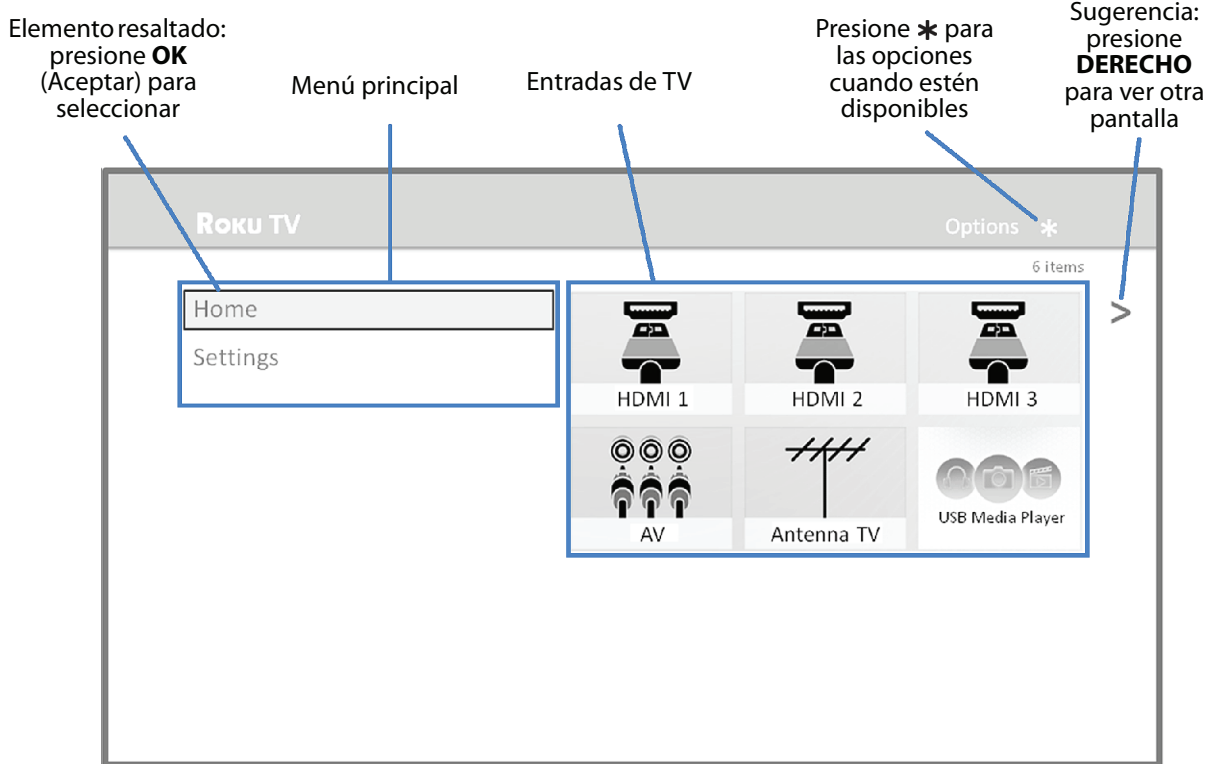 Elemento resaltado:
presione OK
(Aceptar) para
seleccionar
Menú principal
Entradas de TV
Presione * para
las opciones
cuando estén
disponibles
Sugerencia:
presione
DERECHO
para ver otra
pantalla
ROKU TV
Options *
6 items
Home
Settings
>
HDMI 1
HDMI 2
HDMI 3
AV
Antenna TV
USB Media Player